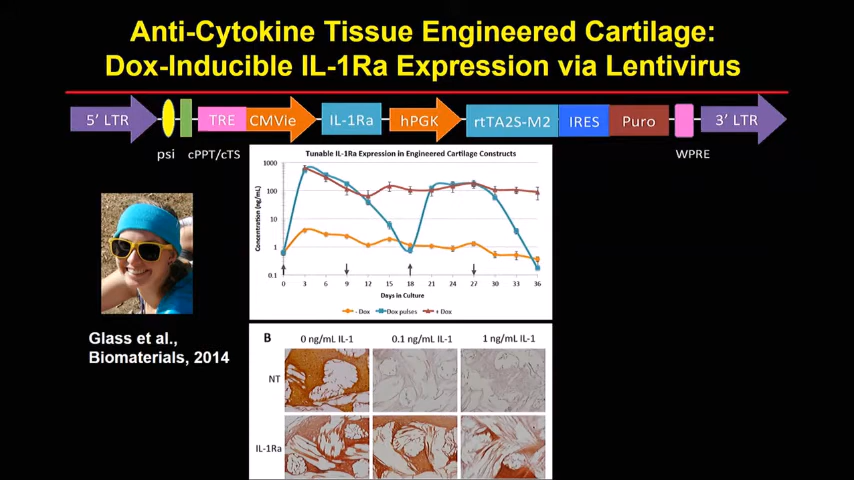 Anti-Cytokine Tissue Engineered Cartilage:
Dox-Inducible IL-1Ra Expression via Lentivirus
5' LTR
TRE
CMVie
IL-1Ra
hPGK
rtTA2S-M2
IRES
Puro
3' LTR
psi
cPPT/cTS
WPRE
Tunable IL-1Ra Expression in Engineered Cartilage Constructs
Concentration (ng/mL)
1000
100
10
1
0.1
0 3 6 9 12 15 18 21 24 27 30 33 36
Days in Culture
- Dox Dox pulses + Dox
Glass et al.,
Biomaterials, 2014
B
0 ng/mL IL-1 0.1 ng/mL IL-1 1 ng/mL IL-1
NT
IL-1Ra